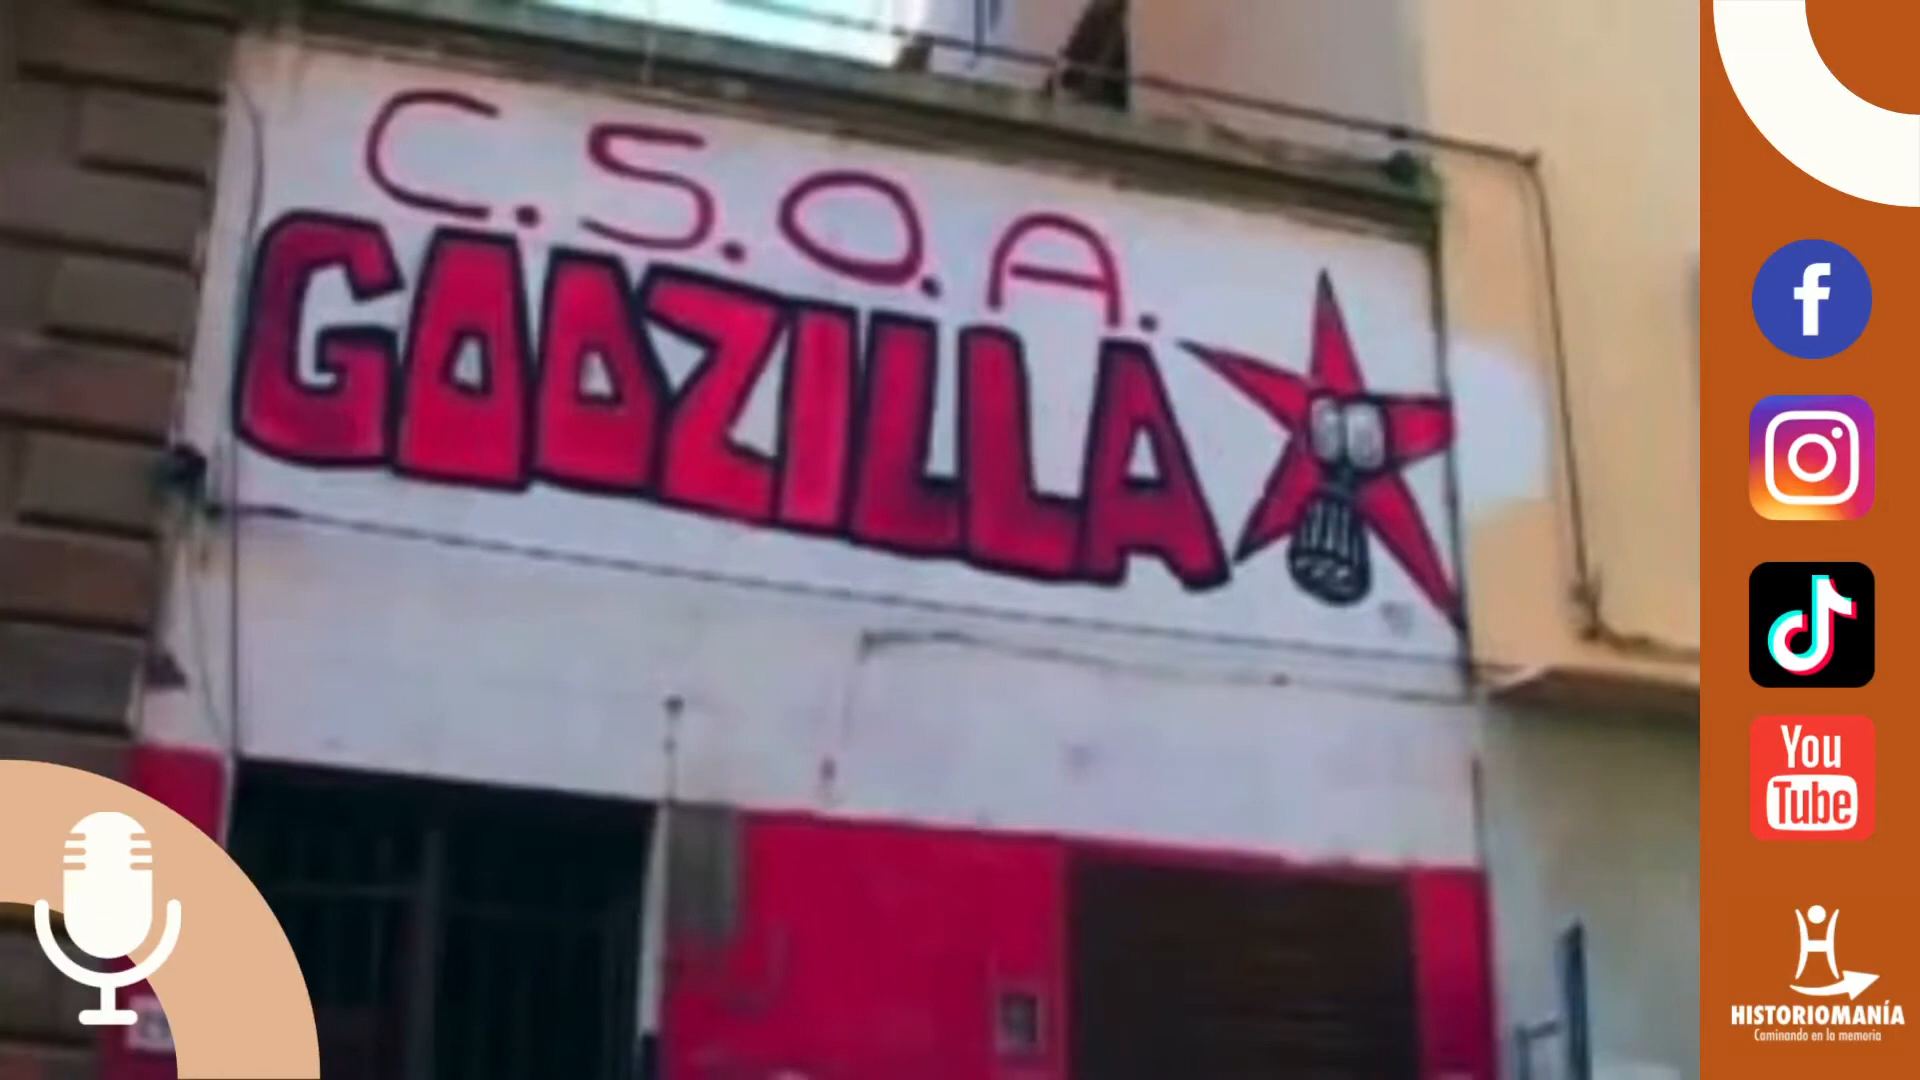 C.S.O.A.
GODZILLA
You
Tube
HISTORIOMANÍA
Caminando en la memoria